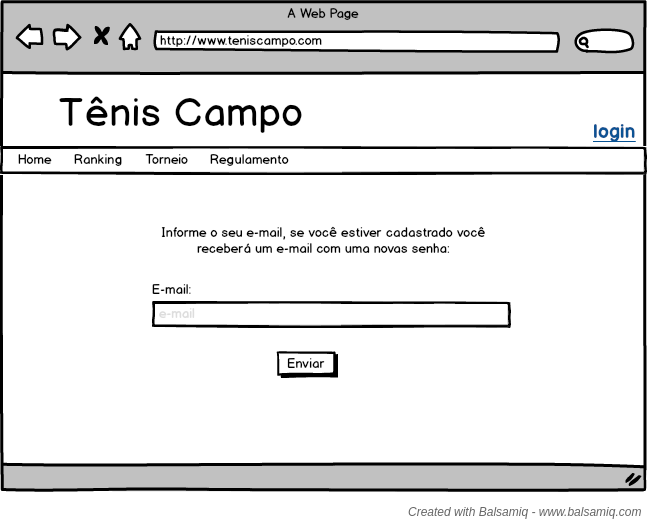 A Web Page
http://www.teniscampo.com
Tênis Campo
login
Home Ranking Torneio Regulamento
Informe o seu e-mail, se você estiver cadastrado você
receberá um e-mail com uma novas senha:
E-mail:
e-mail
Enviar
Created with Balsamiq - www.balsamiq.com